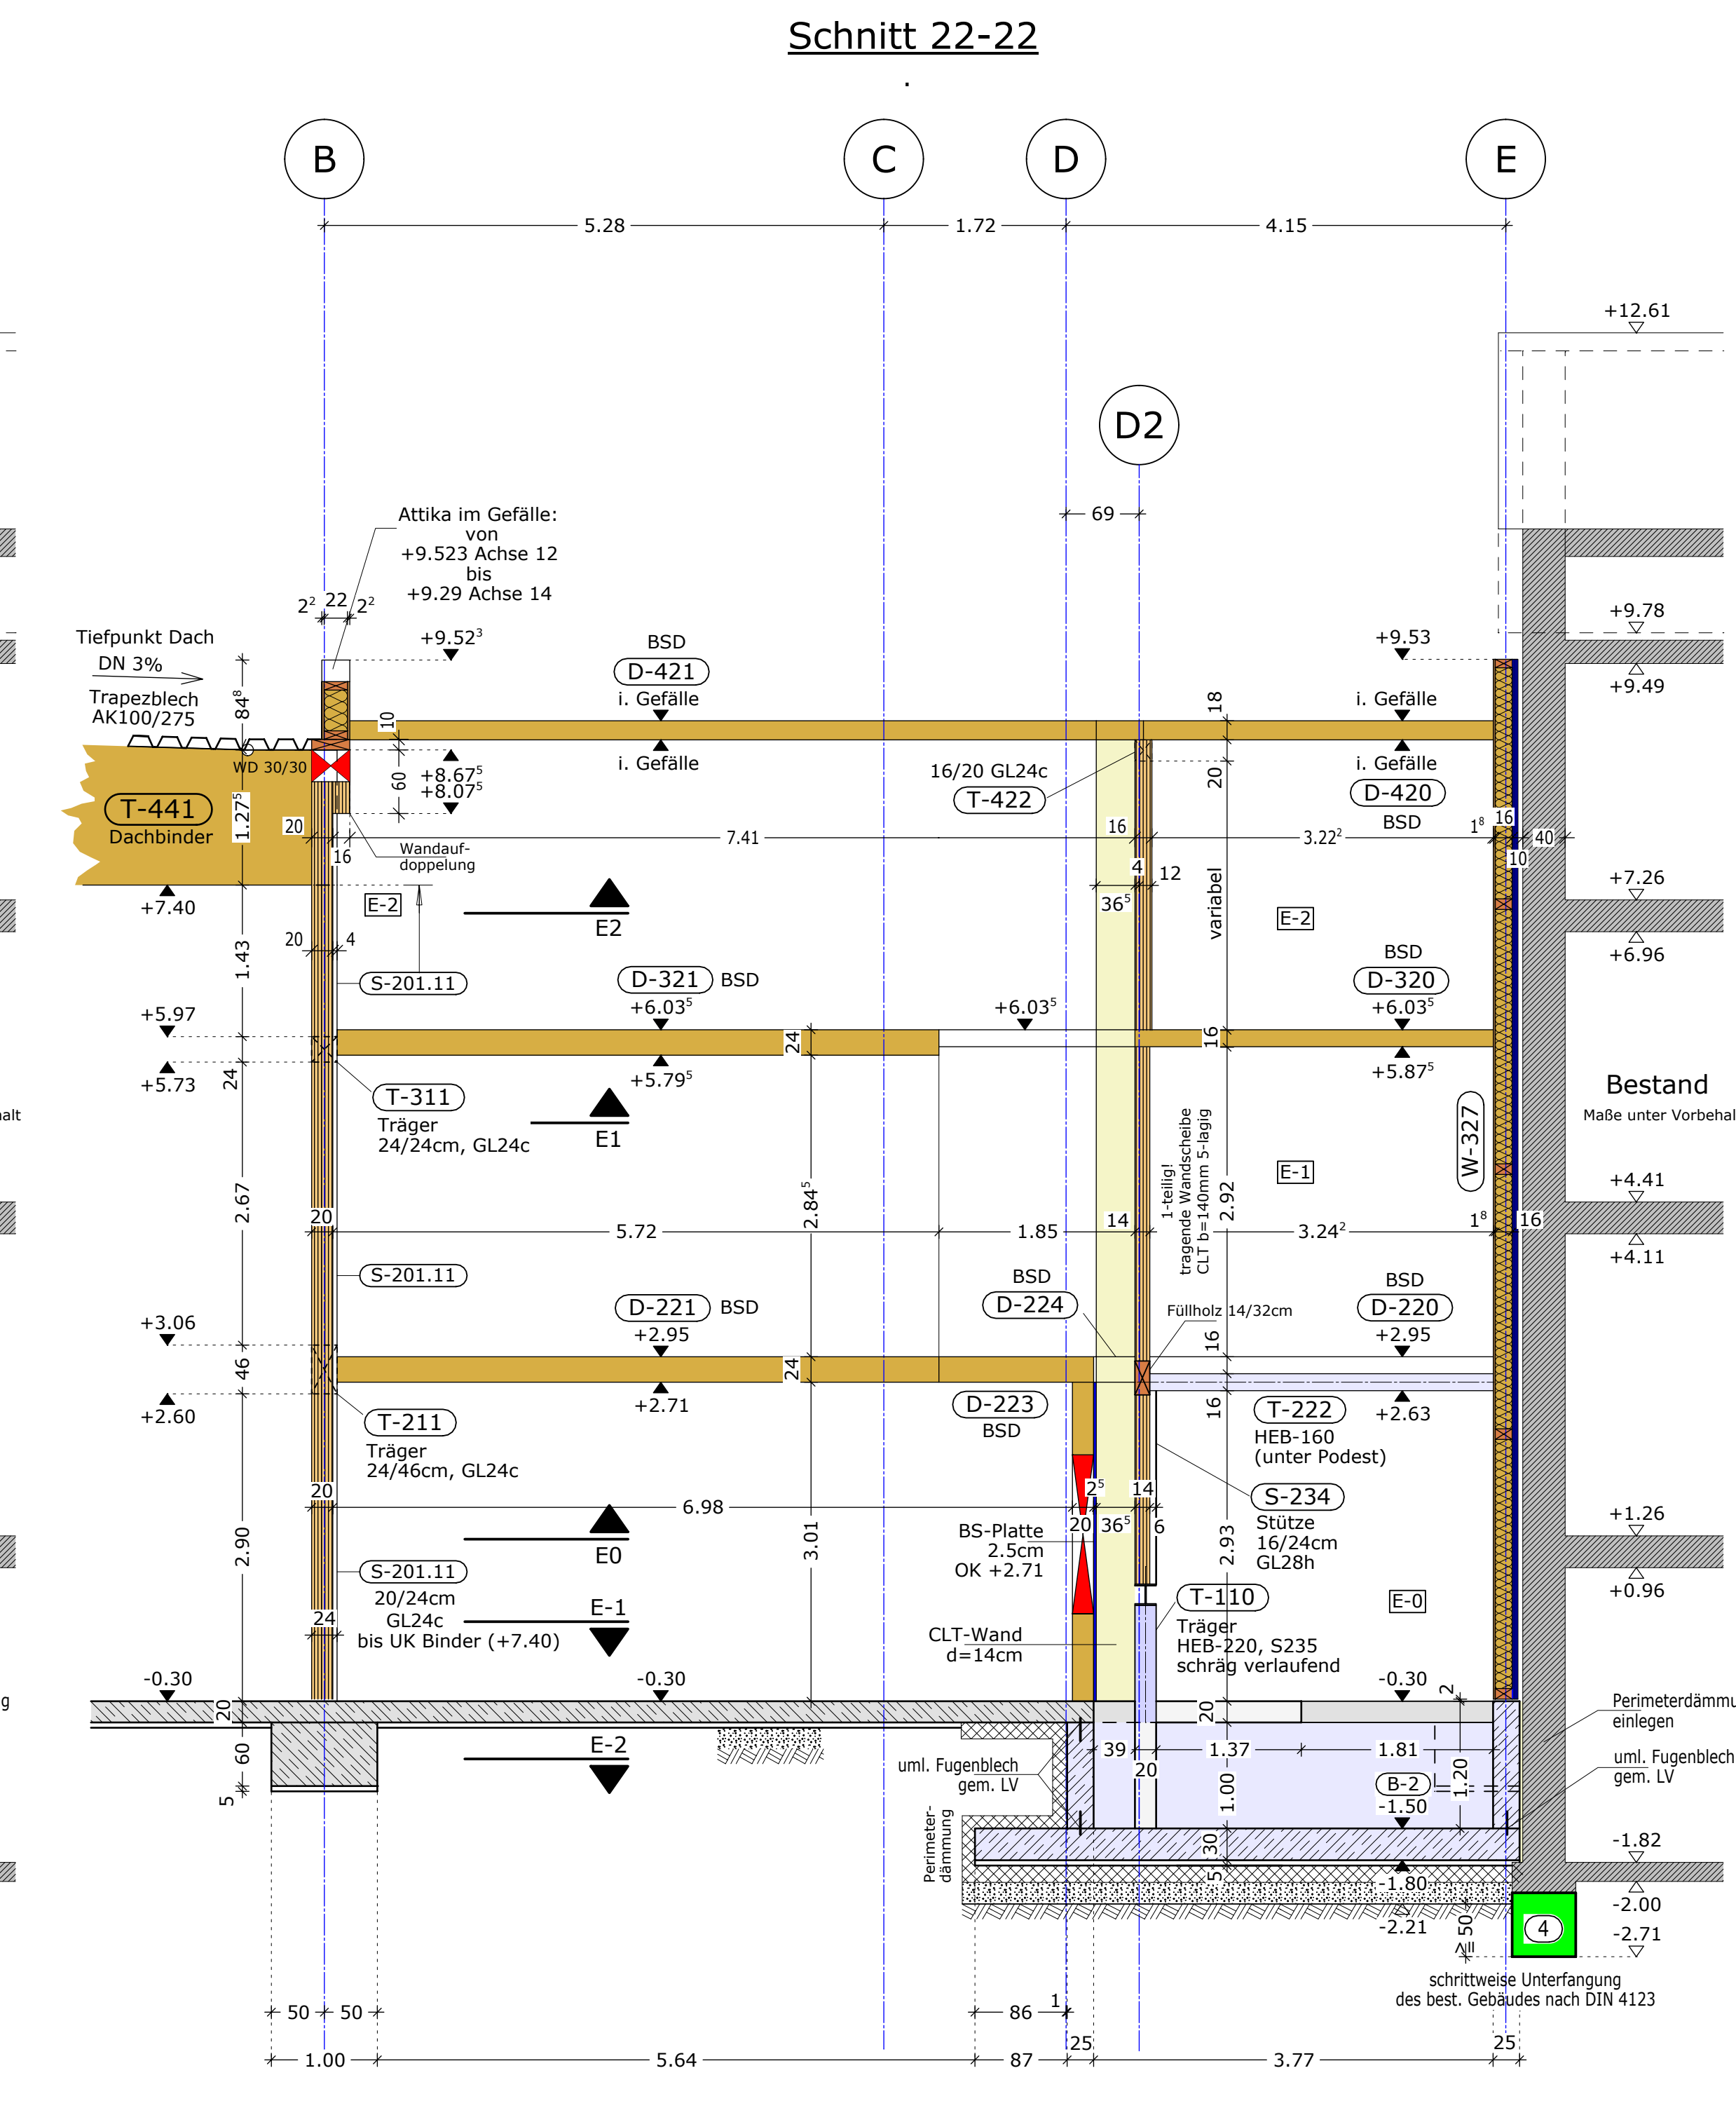 Schnitt 22-22
.
B
C
D
E
5.28
1.72
4.15
+12.61
D2
69
Attika im Gefälle:
von
+9.523 Achse 12
bis
+9.29 Achse 14
2² 22 2²
Tiefpunkt Dach
DN 3%
Trapezblech
AK100/275
+9.52³
BSD
D-421
i. Gefälle
i. Gefälle
+9.53
i. Gefälle
i. Gefälle
D-420
BSD
+9.78
+9.49
84⁸
10
18
WD 30/30
+8.67⁵
+8.07⁵
60
16/20 GL24c
T-422
20
T-441
Dachbinder
1.27⁵
20
16
7.41
16
3.22²
1⁸
16
10
40
Wandauf-
doppelung
4
12
36⁵
variabel
+7.40
E-2
E2
E-2
+7.26
+6.96
20
4
1.43
S-201.11
D-321 BSD
+6.03⁵
+6.03⁵
BSD
D-320
+6.03⁵
+5.97
24
16
+5.73
24
+5.79⁵
+5.87⁵
T-311
Träger
24/24cm, GL24c
E1
W-327
Bestand
Maße unter Vorbehal
nalt
1-teilig!
tragende Wandscheibe
CLT b=140mm 5-lagig
E-1
2.67
2.84⁵
2.92
+4.41
+4.11
20
5.72
1.85
14
3.24²
1⁸
16
S-201.11
D-221 BSD
+2.95
BSD
D-224
Füllholz 14/32cm
BSD
D-220
+2.95
+3.06
46
24
16
16
+2.60
+2.71
+2.63
T-211
Träger
24/46cm, GL24c
D-223
BSD
T-222
HEB-160
(unter Podest)
20
6.98
2⁵
14
20
36⁵
6
S-234
Stütze
16/24cm
GL28h
BS-Platte
2.5cm
OK +2.71
E0
2.90
3.01
2.93
+1.26
+0.96
S-201.11
20/24cm
GL24c
bis UK Binder (+7.40)
24
E-1
T-110
Träger
HEB-220, S235
schräg verlaufend
E-0
CLT-Wand
d=14cm
-0.30
-0.30
-0.30
2
g
20
20
Perimeterdämmu
einlegen
60
5
E-2
39
1.37
1.81
20
uml. Fugenblech
gem. LV
1.00
B-2
-1.50
1.20
uml. Fugenblech
gem. LV
Perimeter-
dämmung
30
5
-1.80
-1.82
-2.00
-2.21
≥ 50
4
-2.71
schrittweise Unterfangung
des best. Gebäudes nach DIN 4123
50
50
86
1
25
25
1.00
5.64
87
3.77